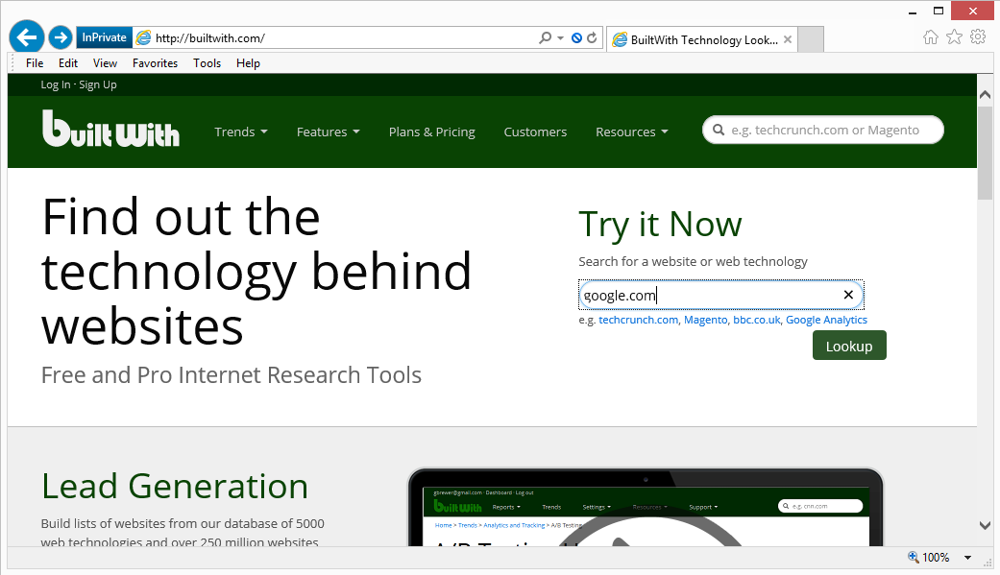 InPrivate http://builtwith.com/ BuiltWith Technology Look...
File Edit View Favorites Tools Help
Log In · Sign Up
builtwith Trends Features Plans & Pricing Customers Resources e.g. techcrunch.com or Magento
Find out the
technology behind
websites
Free and Pro Internet Research Tools
Try it Now
Search for a website or web technology
google.com
e.g. techcrunch.com, Magento, bbc.co.uk, Google Analytics
Lookup
Lead Generation
Build lists of websites from our database of 5000
web technologies and over 250 million websites
gbrewer@gmail.com · Dashboard · Log out
builtwith Reports Trends Settings Resources Support e.g. cnn.com
Home > Trends > Analytics and Tracking > A/B Testing
A/B Testing
100%